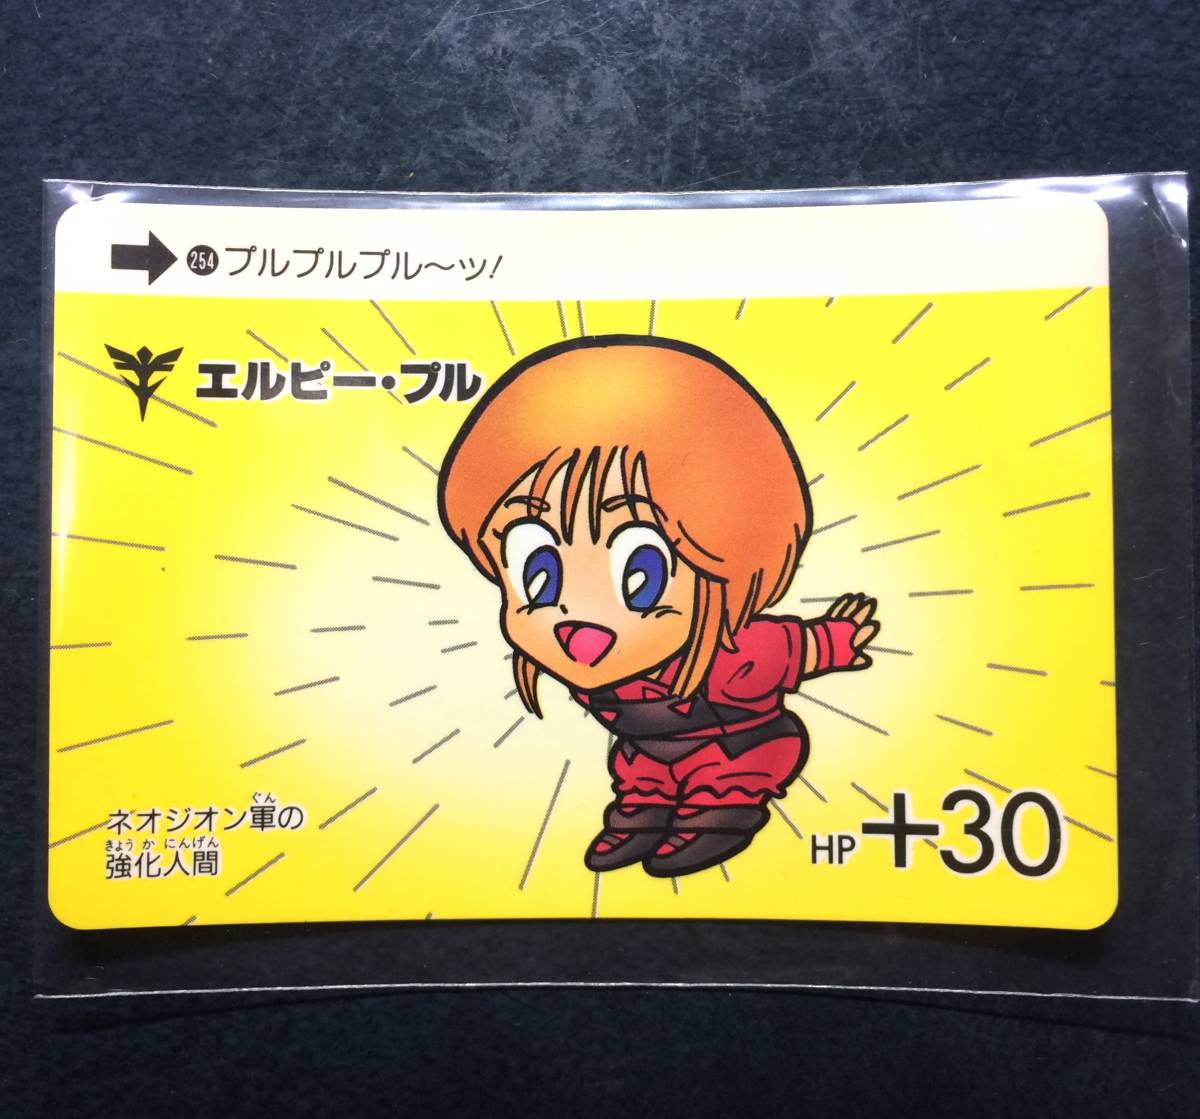 254 プルプルプル〜ッ!
エルピー・プル
ぐん
ネオジオン軍の
きょうかにんげん
強化人間
HP +30